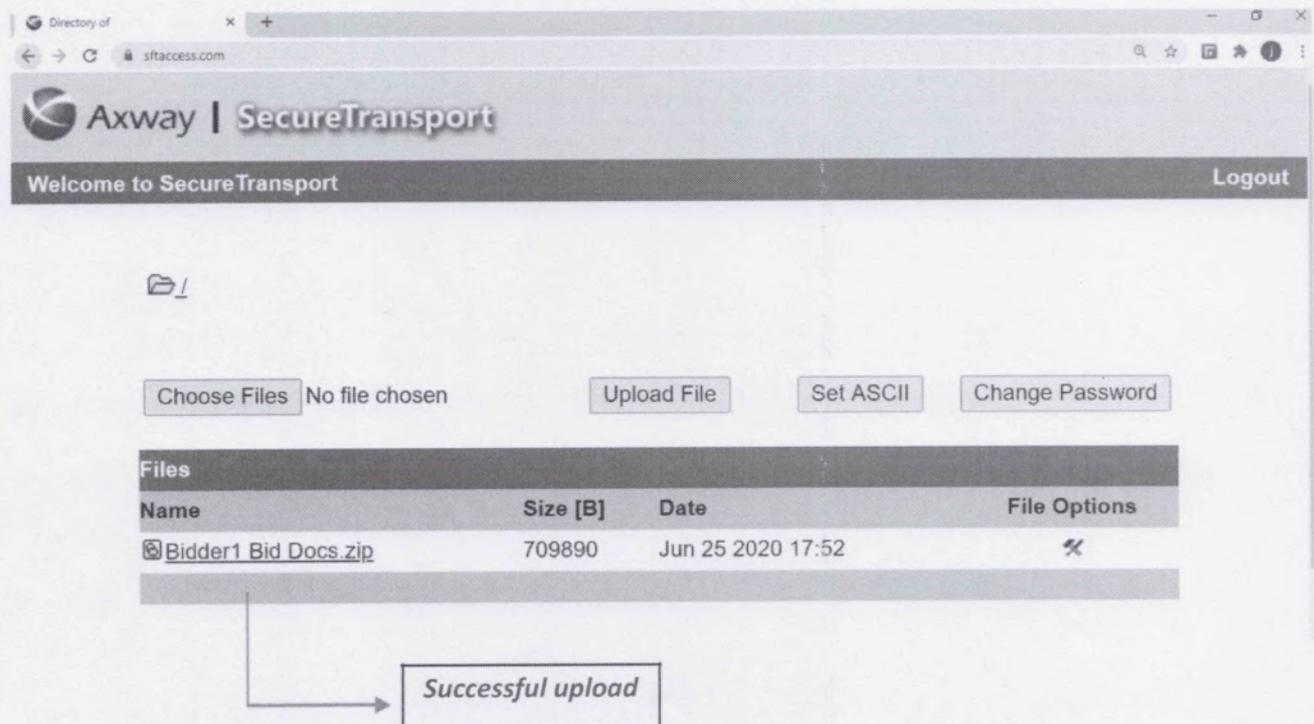 Directory of
sftaccess.com
Axway | SecureTransport
Welcome to SecureTransport Logout
/
Choose Files No file chosen Upload File Set ASCII Change Password
Files
Name Size [B] Date File Options
Bidder1 Bid Docs.zip 709890 Jun 25 2020 17:52
Successful upload